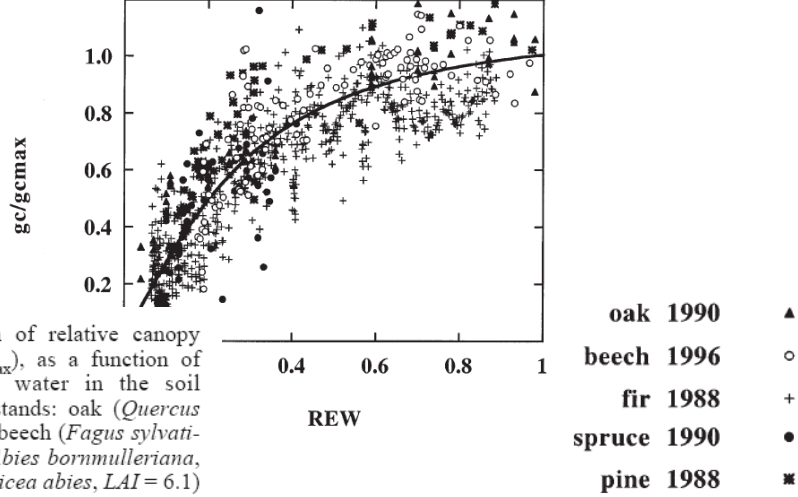 1.0
0.8
gc/gcmax
0.6
0.4
0.2
0.4 0.6 0.8 1
REW
of relative canopy
ax), as a function of
water in the soil
stands: oak (Quercus
beech (Fagus sylvati-
bies bornmulleriana,
icea abies, LAI = 6.1)
oak 1990
beech 1996
fir 1988
spruce 1990
pine 1988